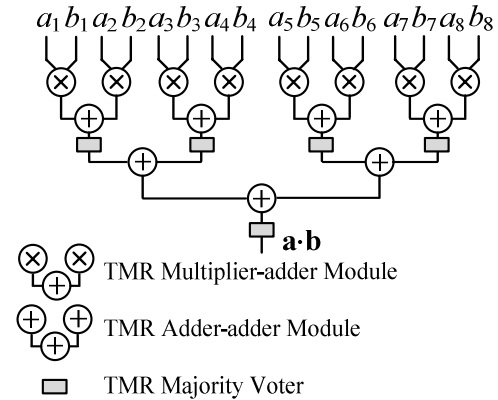 a₁ b₁ a₂ b₂ a₃ b₃ a₄ b₄ a₅ b₅ a₆ b₆ a₇ b₇ a₈ b₈
a·b
TMR Multiplier-adder Module
TMR Adder-adder Module
TMR Majority Voter